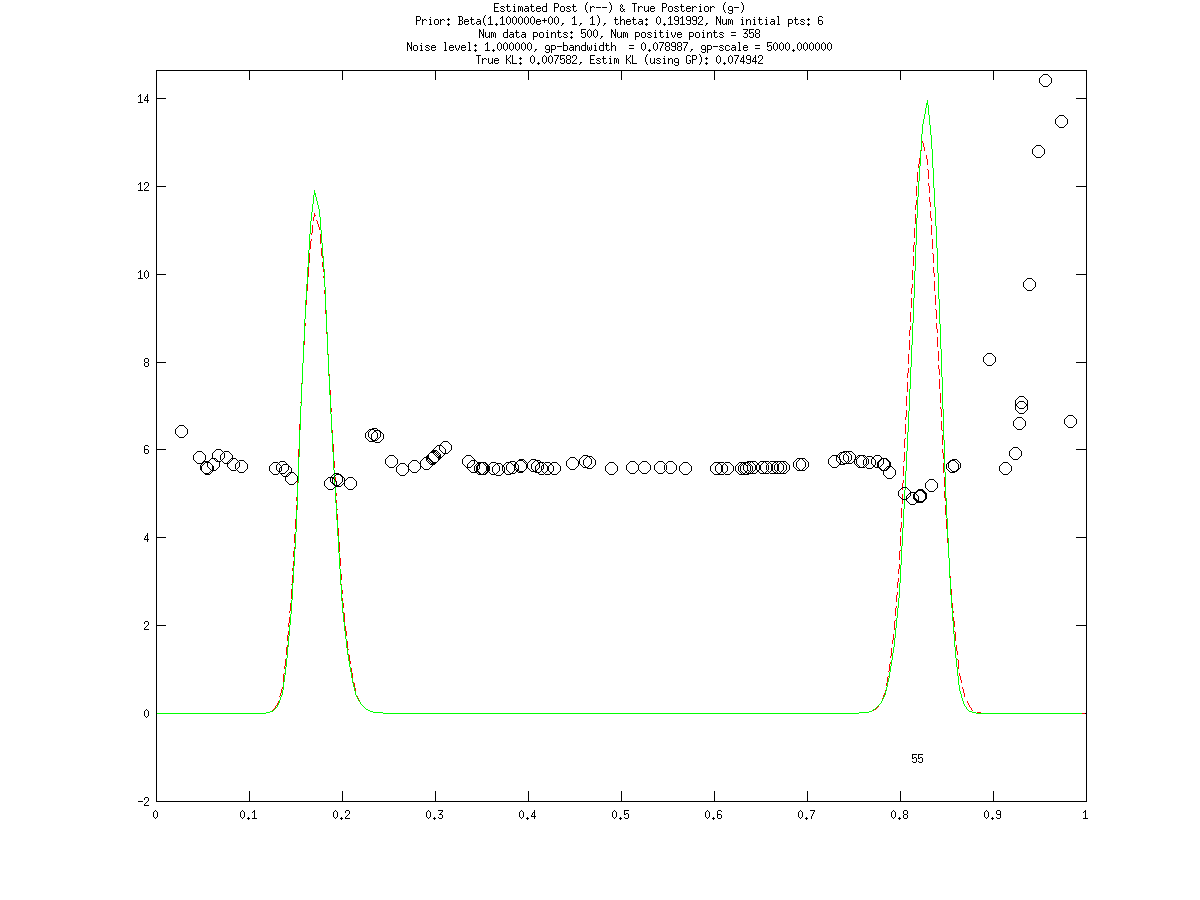 Estimated Post (r--) & True Posterior (g-)
Prior: Beta(1.100000e+00, 1, 1), theta: 0.191992, Num initial pts: 6
Num data points: 500, Num positive points = 358
Noise level: 1.000000, gp-bandwidth  = 0.078987, gp-scale = 5000.000000
True KL: 0.007582, Estim KL (using GP): 0.074942
14
12
10
8
6
4
2
0
55
-2
0 0.1 0.2 0.3 0.4 0.5 0.6 0.7 0.8 0.9 1